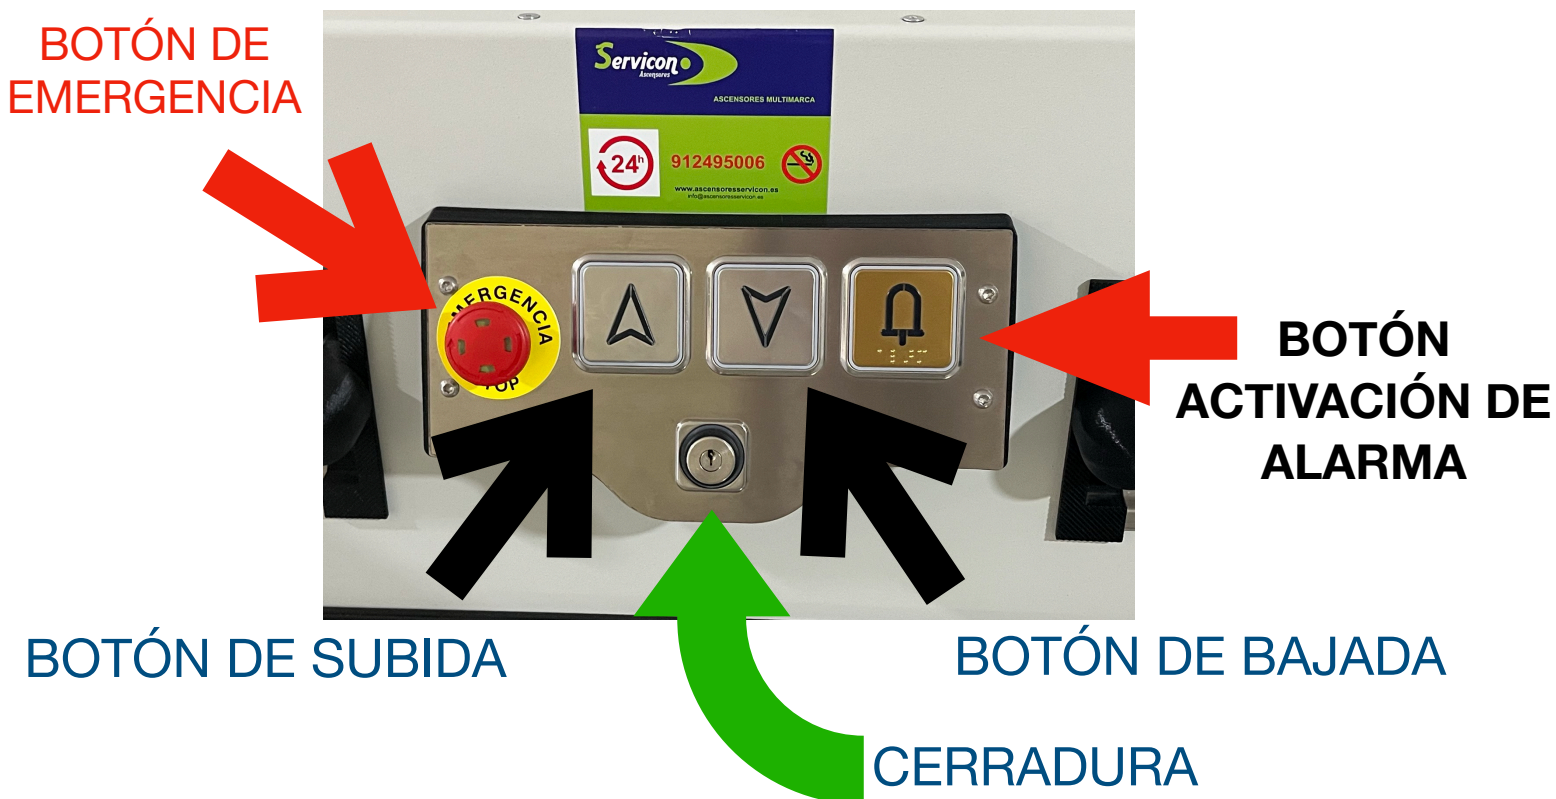 BOTÓN DE
EMERGENCIA
Servicon
Ascensores
ASCENSORES MULTIMARCA
24h
912495006
www.ascensoresservicon.es
info@ascensoresservicon.es
EMERGENCIA
STOP
BOTÓN
ACTIVACIÓN DE
ALARMA
BOTÓN DE SUBIDA
BOTÓN DE BAJADA
CERRADURA